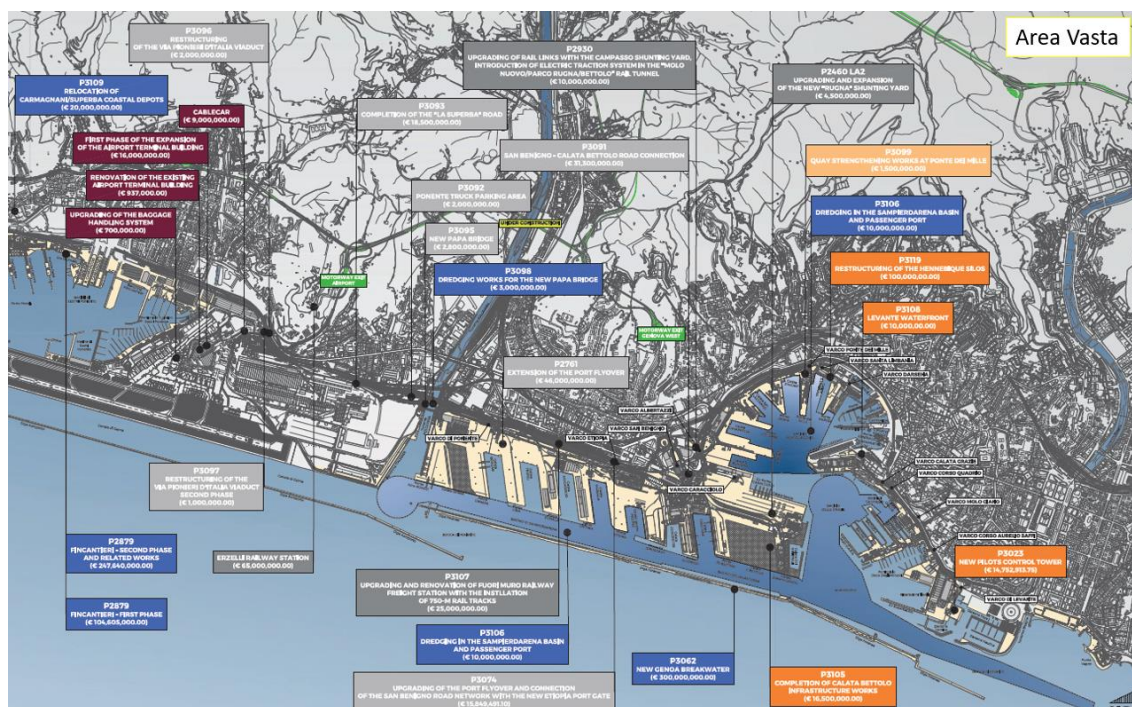 Area Vasta
P3096
RESTRUCTURING
OF THE VIA PIONIERI D'ITALIA VIADUCT
(€ 2,000,000.00)
P2930
UPGRADING OF RAIL LINKS WITH THE CAMPASSO SHUNTING YARD,
INTRODUCTION OF ELECTRIC TRACTION SYSTEM IN THE "MOLO
NUOVO/PARCO RUGNA/BETTOLO" RAIL TUNNEL
(€ 10,000,000.00)
P2460 LA2
UPGRADING AND EXPANSION
OF THE NEW "RUGNA" SHUNTING YARD
(€ 4,500,000.00)
P3109
RELOCATION OF
CARMAGNANI/SUPERBA COASTAL DEPOTS
(€ 20,000,000.00)
CABLECAR
(€ 9,000,000.00)
P3093
COMPLETION OF THE "LA SUPERBA" ROAD
(€ 18,500,000.00)
FIRST PHASE OF THE EXPANSION
OF THE AIRPORT TERMINAL BUILDING
(€ 16,000,000.00)
P3091
SAN BENIGNO - CALATA BETTOLO ROAD CONNECTION
(€ 31,300,000.00)
P3099
QUAY STRENGTHENING WORKS AT PONTE DEI MILLE
(€ 1,500,000.00)
RENOVATION OF THE EXISTING
AIRPORT TERMINAL BUILDING
(€ 937,000.00)
P3092
PONENTE TRUCK PARKING AREA
(€ 2,000,000.00)
P3106
DREDGING IN THE SAMPIERDARENA BASIN
AND PASSENGER PORT
(€ 10,000,000.00)
UPGRADING OF THE BAGGAGE
HANDLING SYSTEM
(€ 700,000.00)
UNDER CONSTRUCTION
P3095
NEW PAPA BRIDGE
(€ 2,800,000.00)
P3098
DREDGING WORKS FOR THE NEW PAPA BRIDGE
(€ 3,000,000.00)
P3119
RESTRUCTURING OF THE HENNEBIQUE SILOS
(€ 100,000,00.00)
MOTORWAY EXIT
AIRPORT
P3108
LEVANTE WATERFRONT
(€ 10,000,00.00)
MOTORWAY EXIT
GENOVA WEST
P2761
EXTENSION OF THE PORT FLYOVER
(€ 46,000,000.00)
VARCO PONTE DEI MILLE
VARCO SANTA LIMBANIA
VARCO DARSENA
VARCO ALBERTAZZI
VARCO SAN BENIGNO
VARCO DI PONENTE
VARCO ETIOPIA
VARCO CALATA GRAZIE
VARCO CORSO QUADRIO
VARCO CARACCIOLO
VARCO MOLO GIANO
VARCO CORSO AURELIO SAFFI
P3097
RESTRUCTURING OF THE
VIA PIONIERI D'ITALIA VIADUCT
SECOND PHASE
(€ 1,000,000.00)
P2879
FINCANTIERI - SECOND PHASE
AND RELATED WORKS
(€ 247,640,000.00)
ERZELLI RAILWAY STATION
(€ 65,000,000.00)
P3023
NEW PILOTS CONTROL TOWER
(€ 14,752,913.75)
P3107
UPGRADING AND RENOVATION OF FUORI MURO RAILWAY
FREIGHT STATION WITH THE INSTLLATION
OF 750-M RAIL TRACKS
(€ 25,000,000.00)
VARCO DI LEVANTE
P2879
FINCANTIERI - FIRST PHASE
(€ 104,605,000.00)
P3106
DREDGING IN THE SAMPIERDARENA BASIN
AND PASSENGER PORT
(€ 10,000,000.00)
P3062
NEW GENOA BREAKWATER
(€ 300,000,000.00)
P3074
UPGRADING OF THE PORT FLYOVER AND CONNECTION
OF THE SAN BENIGNO ROAD NETWORK WITH THE NEW ETIOPIA PORT GATE
(€ 15,849,491.10)
P3105
COMPLETION OF CALATA BETTOLO
INFRASTRUCTURE WORKS
(€ 16,500,000.00)